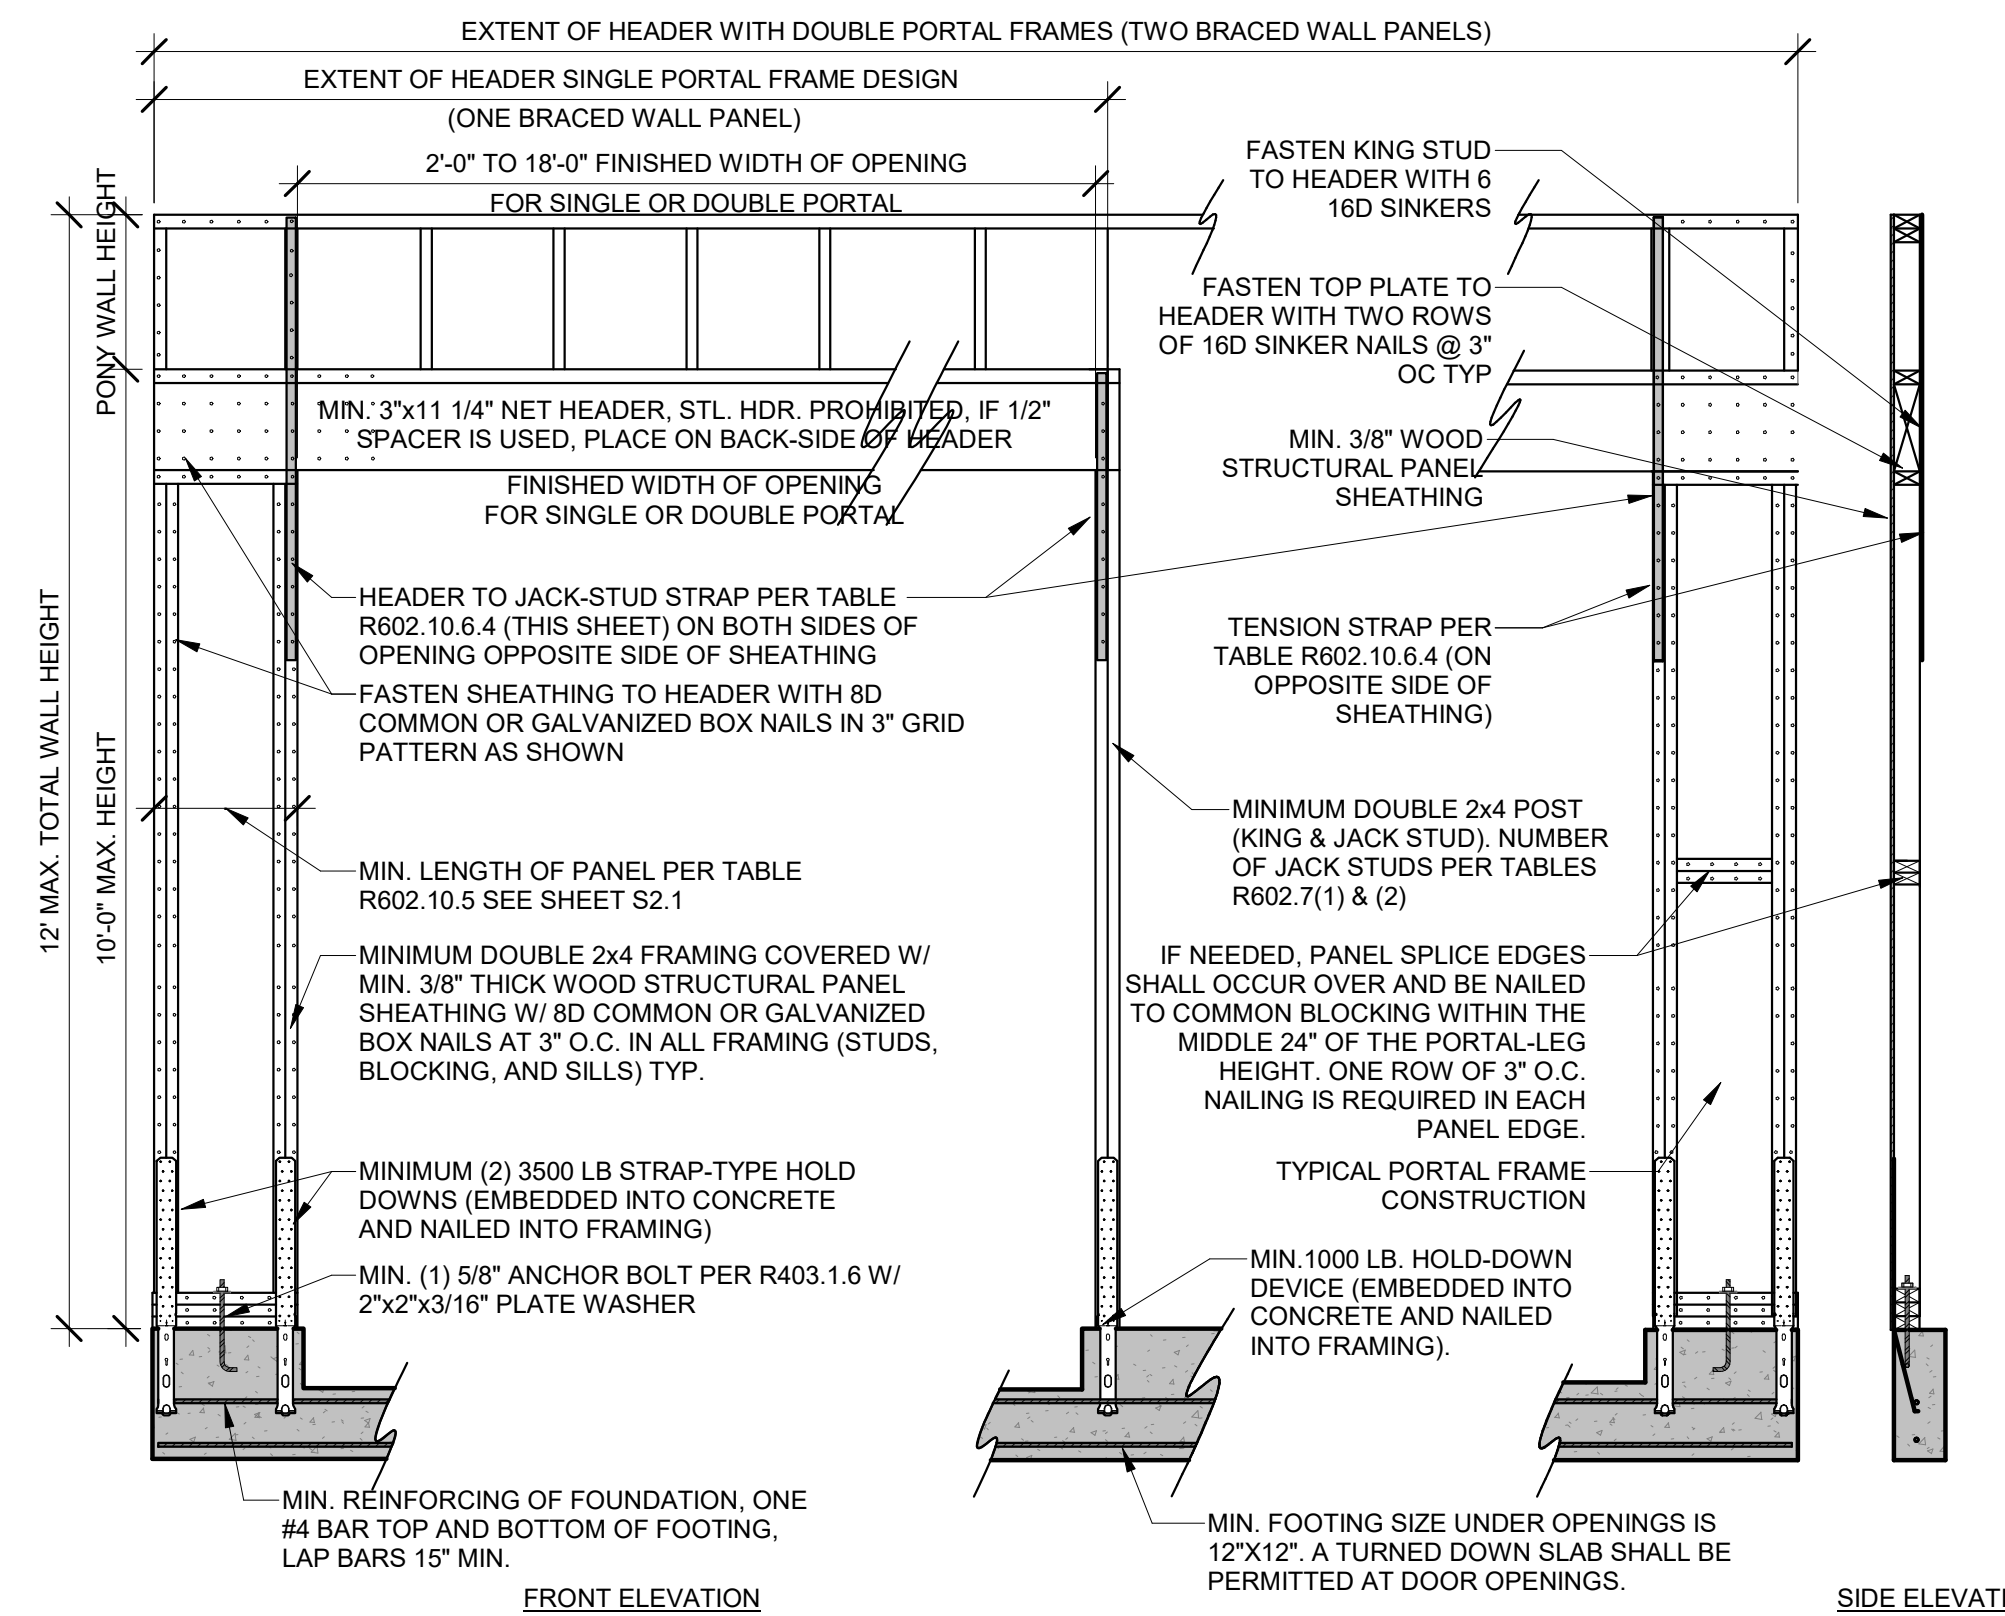 EXTENT OF HEADER WITH DOUBLE PORTAL FRAMES (TWO BRACED WALL PANELS)
EXTENT OF HEADER SINGLE PORTAL FRAME DESIGN
(ONE BRACED WALL PANEL)
2'-0" TO 18'-0" FINISHED WIDTH OF OPENING
FOR SINGLE OR DOUBLE PORTAL
PONY WALL HEIGHT
12' MAX. TOTAL WALL HEIGHT
10'-0" MAX. HEIGHT
MIN. 3"x11 1/4" NET HEADER, STL. HDR. PROHIBITED, IF 1/2"
SPACER IS USED, PLACE ON BACK-SIDE OF HEADER
FINISHED WIDTH OF OPENING
FOR SINGLE OR DOUBLE PORTAL
HEADER TO JACK-STUD STRAP PER TABLE
R602.10.6.4 (THIS SHEET) ON BOTH SIDES OF
OPENING OPPOSITE SIDE OF SHEATHING
FASTEN SHEATHING TO HEADER WITH 8D
COMMON OR GALVANIZED BOX NAILS IN 3" GRID
PATTERN AS SHOWN
MIN. LENGTH OF PANEL PER TABLE
R602.10.5 SEE SHEET S2.1
MINIMUM DOUBLE 2x4 FRAMING COVERED W/
MIN. 3/8" THICK WOOD STRUCTURAL PANEL
SHEATHING W/ 8D COMMON OR GALVANIZED
BOX NAILS AT 3" O.C. IN ALL FRAMING (STUDS,
BLOCKING, AND SILLS) TYP.
MINIMUM (2) 3500 LB STRAP-TYPE HOLD
DOWNS (EMBEDDED INTO CONCRETE
AND NAILED INTO FRAMING)
MIN. (1) 5/8" ANCHOR BOLT PER R403.1.6 W/
2"x2"x3/16" PLATE WASHER
MIN. REINFORCING OF FOUNDATION, ONE
#4 BAR TOP AND BOTTOM OF FOOTING,
LAP BARS 15" MIN.
FRONT ELEVATION
FASTEN KING STUD
TO HEADER WITH 6
16D SINKERS
FASTEN TOP PLATE TO
HEADER WITH TWO ROWS
OF 16D SINKER NAILS @ 3"
OC TYP
MIN. 3/8" WOOD
STRUCTURAL PANEL
SHEATHING
TENSION STRAP PER
TABLE R602.10.6.4 (ON
OPPOSITE SIDE OF
SHEATHING)
MINIMUM DOUBLE 2x4 POST
(KING & JACK STUD). NUMBER
OF JACK STUDS PER TABLES
R602.7(1) & (2)
IF NEEDED, PANEL SPLICE EDGES
SHALL OCCUR OVER AND BE NAILED
TO COMMON BLOCKING WITHIN THE
MIDDLE 24" OF THE PORTAL-LEG
HEIGHT. ONE ROW OF 3" O.C.
NAILING IS REQUIRED IN EACH
PANEL EDGE.
TYPICAL PORTAL FRAME
CONSTRUCTION
MIN.1000 LB. HOLD-DOWN
DEVICE (EMBEDDED INTO
CONCRETE AND NAILED
INTO FRAMING).
MIN. FOOTING SIZE UNDER OPENINGS IS
12"X12". A TURNED DOWN SLAB SHALL BE
PERMITTED AT DOOR OPENINGS.
SIDE ELEVATI